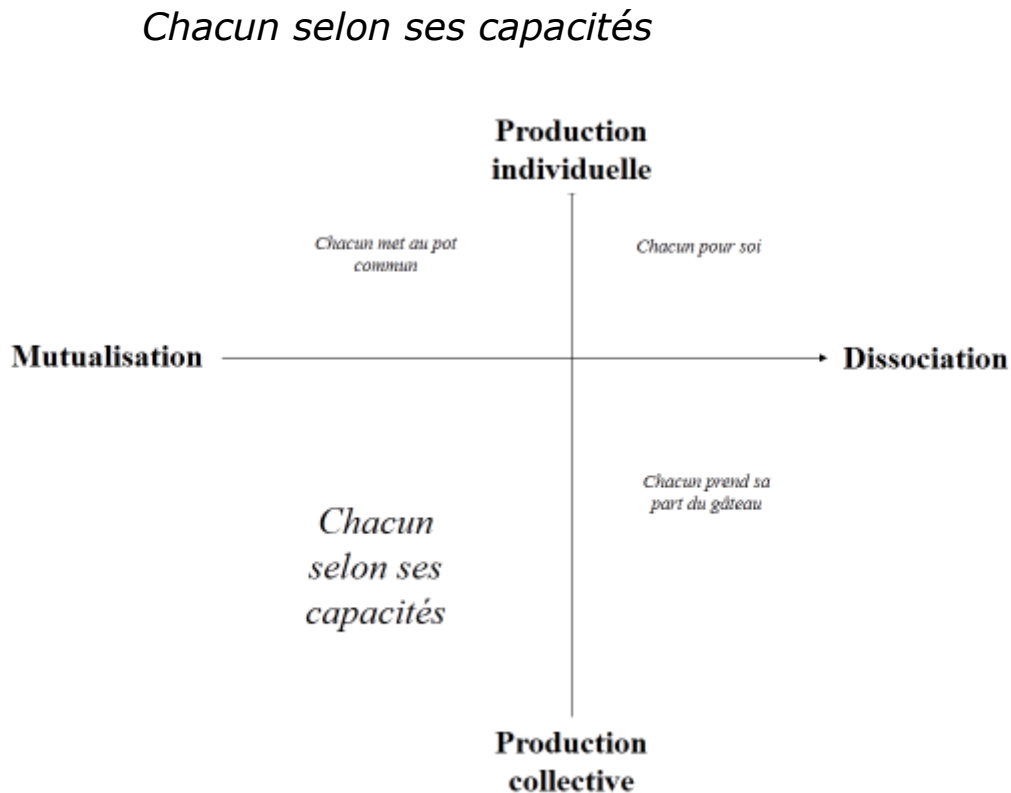 Chacun selon ses capacités
Production
individuelle
Chacun met au pot
commun
Chacun pour soi
Mutualisation
Dissociation
Chacun prend sa
part du gâteau
Chacun
selon ses
capacités
Production
collective